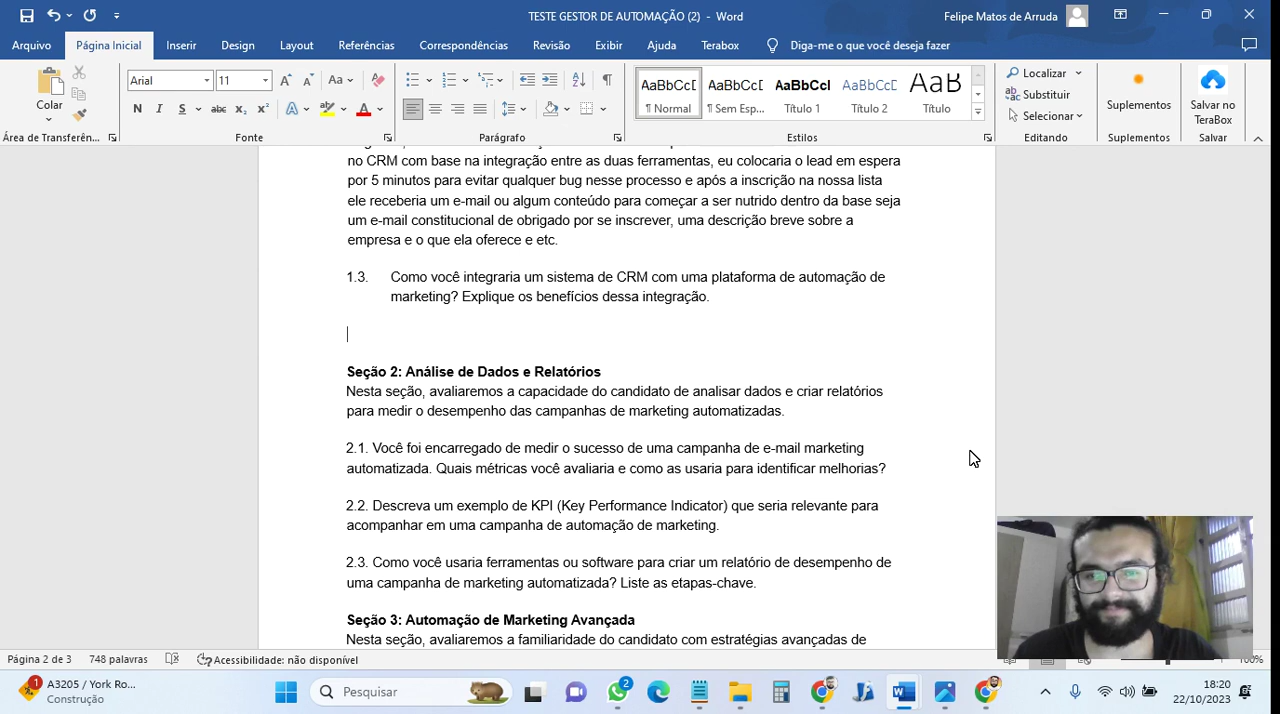 TESTE GESTOR DE AUTOMAÇÃO (2) - Word
Felipe Matos de Arruda
Arquivo Página Inicial Inserir Design Layout Referências Correspondências Revisão Exibir Ajuda Terabox Diga-me o que você deseja fazer
Colar
Arial 11
N I S abc x₂ x²
AaBbCcI AaBbCcI AaBbCcI AaBbCcI AaB
¶ Normal ¶ Sem Esp... Título 1 Título 2 Título
Localizar
Substituir
Selecionar
Suplementos
Salvar no
TeraBox
Área de Transferên... Fonte Parágrafo Estilos Editando Suplementos Salvar
no CRM com base na integração entre as duas ferramentas, eu colocaria o lead em espera
por 5 minutos para evitar qualquer bug nesse processo e após a inscrição na nossa lista
ele receberia um e-mail ou algum conteúdo para começar a ser nutrido dentro da base seja
um e-mail constitucional de obrigado por se inscrever, uma descrição breve sobre a
empresa e o que ela oferece e etc.
1.3. Como você integraria um sistema de CRM com uma plataforma de automação de
marketing? Explique os benefícios dessa integração.
Seção 2: Análise de Dados e Relatórios
Nesta seção, avaliaremos a capacidade do candidato de analisar dados e criar relatórios
para medir o desempenho das campanhas de marketing automatizadas.
2.1. Você foi encarregado de medir o sucesso de uma campanha de e-mail marketing
automatizada. Quais métricas você avaliaria e como as usaria para identificar melhorias?
2.2. Descreva um exemplo de KPI (Key Performance Indicator) que seria relevante para
acompanhar em uma campanha de automação de marketing.
2.3. Como você usaria ferramentas ou software para criar um relatório de desempenho de
uma campanha de marketing automatizada? Liste as etapas-chave.
Seção 3: Automação de Marketing Avançada
Nesta seção, avaliaremos a familiaridade do candidato com estratégias avançadas de
Página 2 de 3 748 palavras Acessibilidade: não disponível 100%
1 A3205 / York Ro...
Construção
Pesquisar
2
18:20
22/10/2023